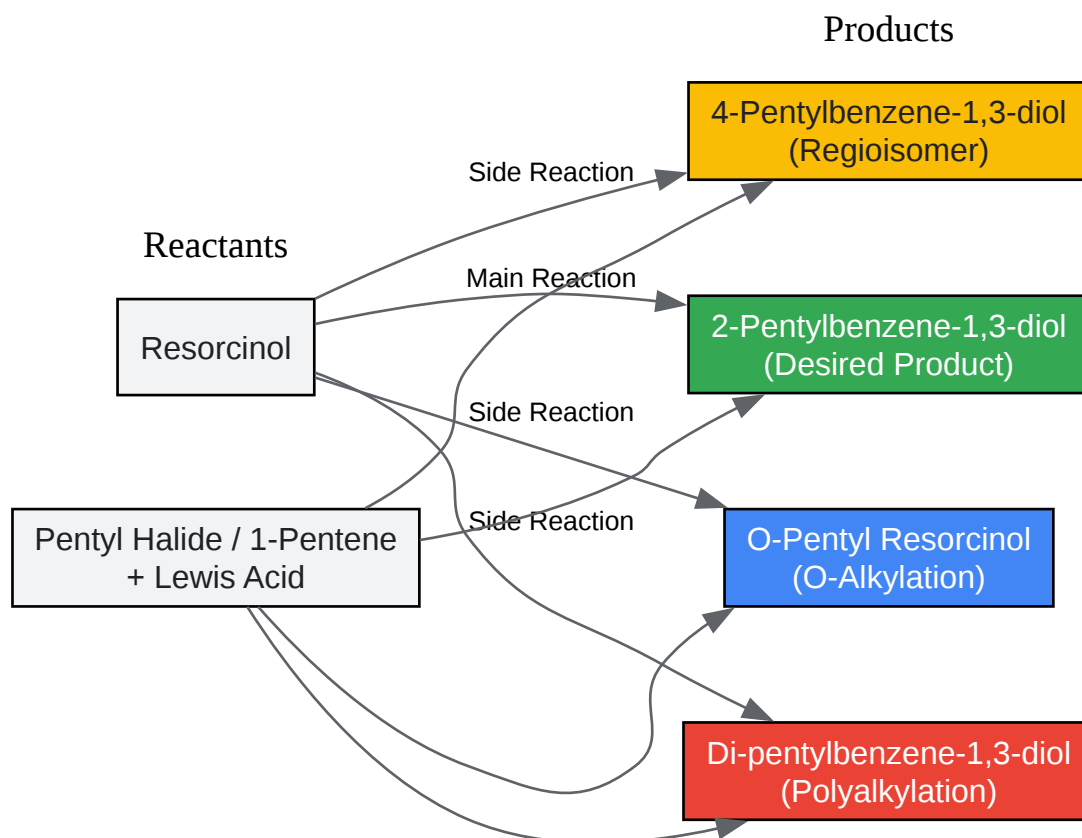 Products
4-Pentylbenzene-1,3-diol
(Regioisomer)
Side Reaction
Reactants
Main Reaction
Resorcinol
2-Pentylbenzene-1,3-diol
(Desired Product)
Side Reaction
Pentyl Halide / 1-Pentene
+ Lewis Acid
Side Reaction
O-Pentyl Resorcinol
(O-Alkylation)
Di-pentylbenzene-1,3-diol
(Polyalkylation)